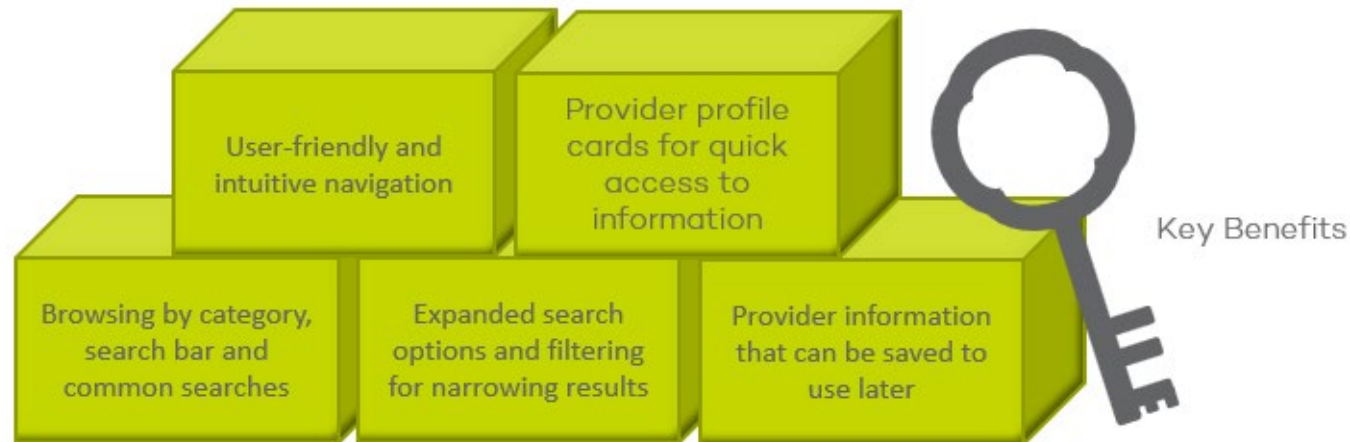 User-friendly and
intuitive navigation
Provider profile
cards for quick
access to
information
Key Benefits
Browsing by category,
search bar and
common searches
Expanded search
options and filtering
for narrowing results
Provider information
that can be saved to
use later